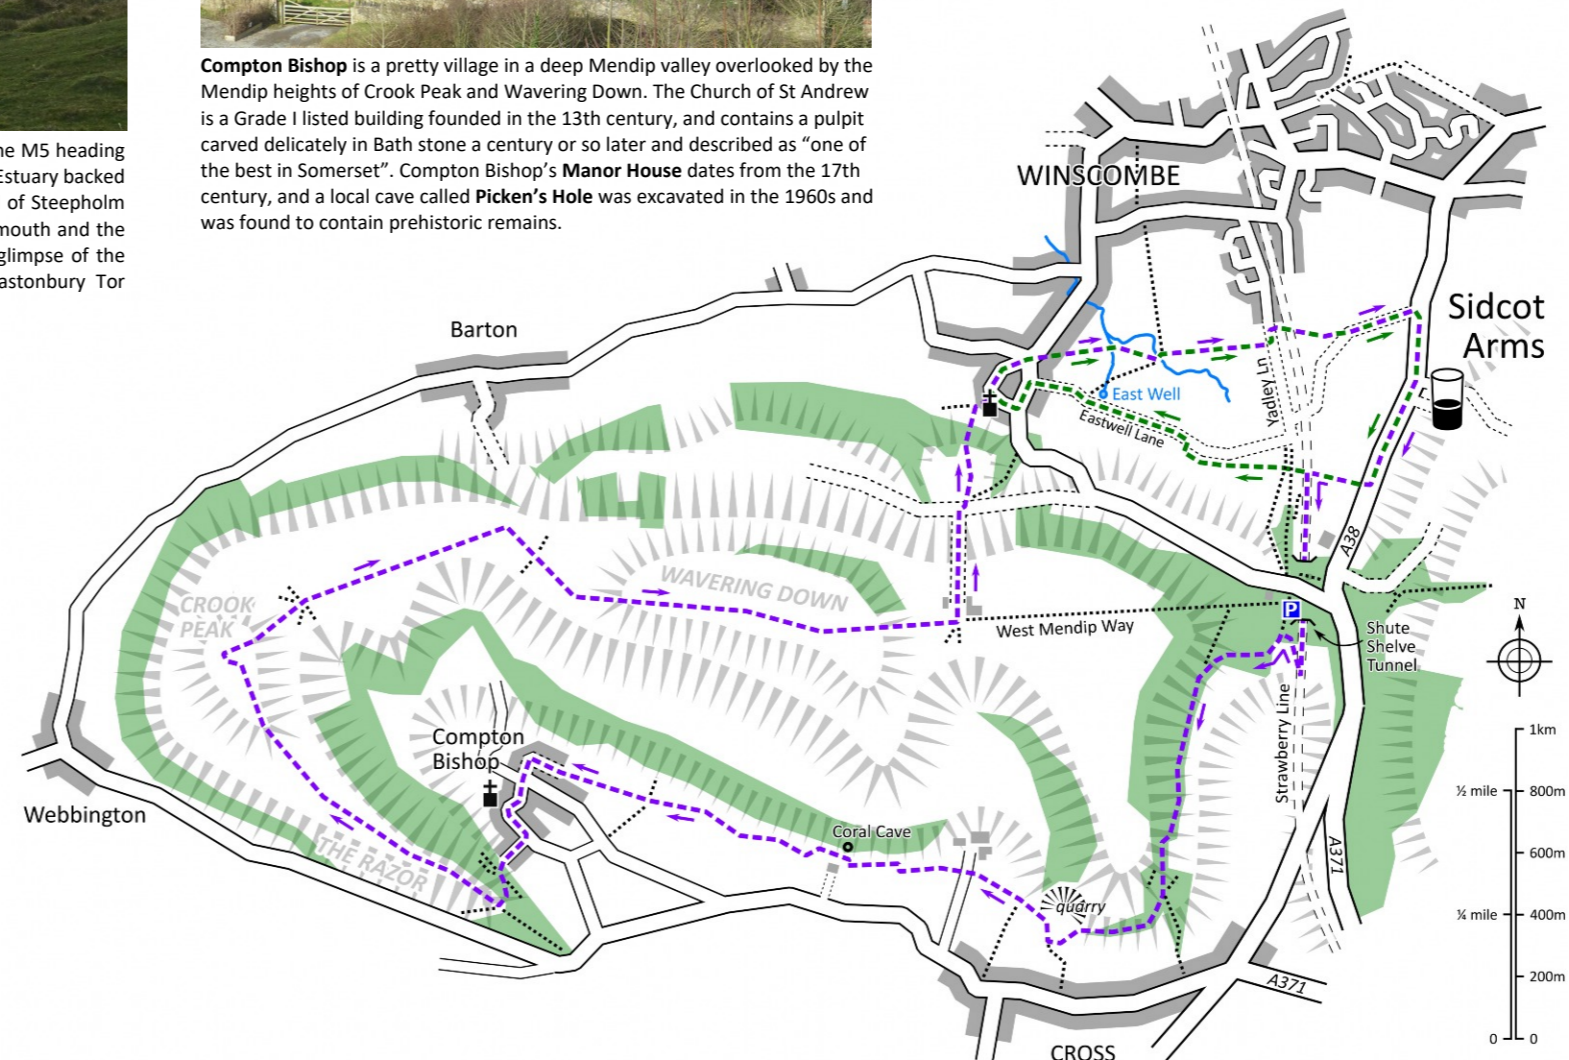 he M5 heading
Estuary backed
of Steepholm
mouth and the
glimpse of the
astonbury Tor
Compton Bishop is a pretty village in a deep Mendip valley overlooked by the
Mendip heights of Crook Peak and Wavering Down. The Church of St Andrew
is a Grade I listed building founded in the 13th century, and contains a pulpit
carved delicately in Bath stone a century or so later and described as “one of
the best in Somerset”. Compton Bishop’s Manor House dates from the 17th
century, and a local cave called Picken’s Hole was excavated in the 1960s and
was found to contain prehistoric remains.
WINSCOMBE
Sidcot
Arms
Barton
East Well
Eastwell Lane
Yadley Ln
A38
WAVERING DOWN
CROOK
PEAK
West Mendip Way
P
Shute
Shelve
Tunnel
N
Strawberry Line
Compton
Bishop
Webbington
THE RAZOR
Coral Cave
quarry
A371
A371
CROSS
1km
½ mile
800m
600m
¼ mile
400m
200m
0
0